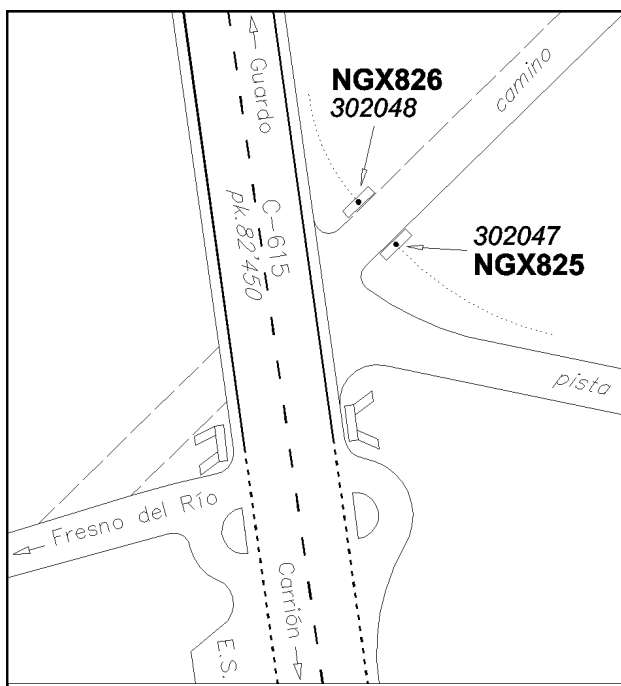 Guardo
C-615
pk.82'450
NGX826
302048
camino
302047
NGX825
pista
Fresno del Río
Carrión
E.S.